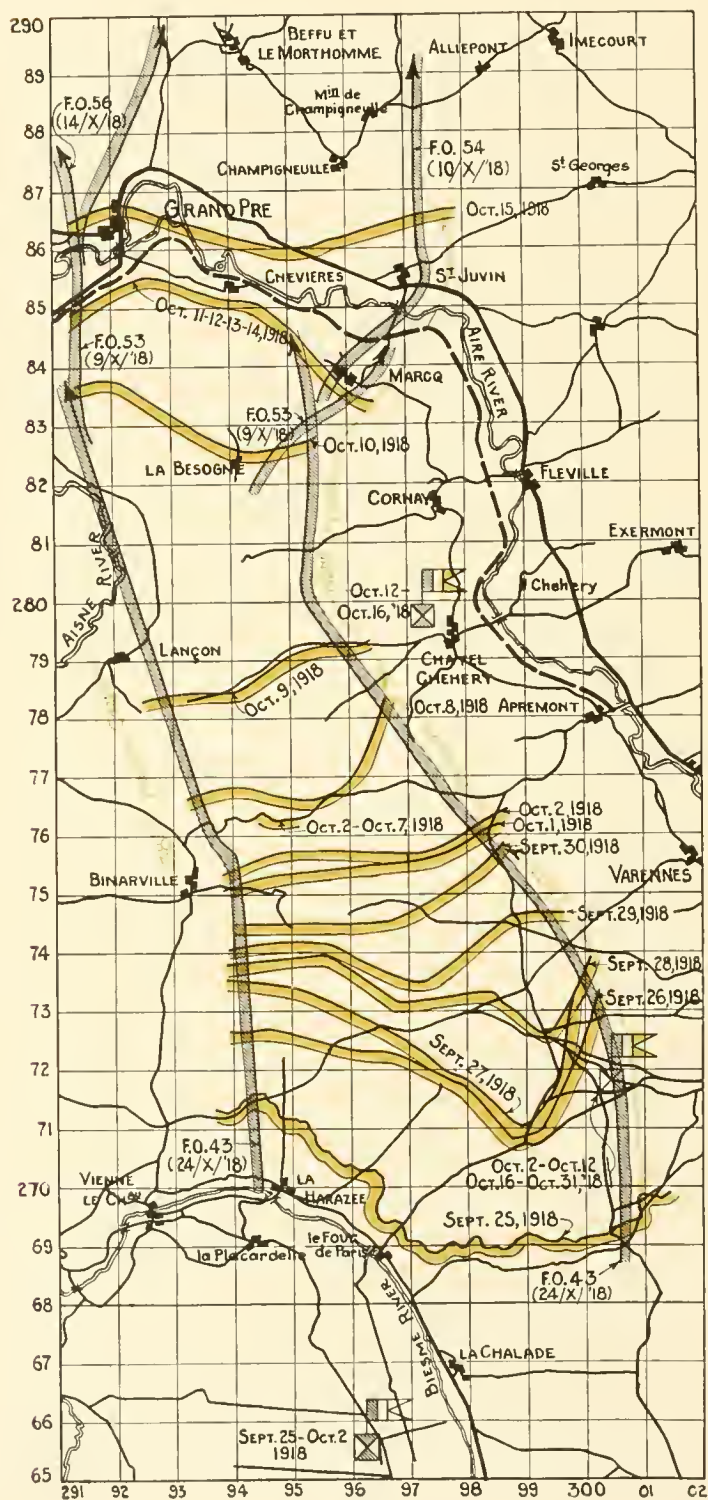 290
BEFFU ET
LE MORTHOMME
ALLIEPONT
IMECOURT
89
F.O.56
(14/X/18)
Min de
Champigneulle
88
F.O.54
(10/X/'18)
CHAMPIGNEULLE
St Georges
87
GRAND PRE
OCT.15,1918
86
CHEVIERES
ST JUVIN
85
OCT. 11-12-13-14,1918
F.O.53
(9/X/'18)
84
AIRE RIVER
MARCQ
83
F.O.53
(9/X/'18)
OCT.10,1918
LA BESOGNE
FLEVILLE
82
CORNAY
EXERMONT
81
AISNE RIVER
OCT.12-
OCT.16,'18
Chehery
280
LANÇON
CHATEL
CHEHERY
79
OCT.9,1918
OCT.8,1918
APREMONT
78
77
OCT.2,1918
OCT.2-OCT.7,1918
OCT.1,1918
76
SEPT.30,1918
BINARVILLE
VARENNES
75
SEPT.29,1918
74
SEPT.28,1918
73
SEPT.26,1918
72
SEPT.27,1918
71
F.O.43
(24/X/'18)
OCT.2-OCT.12
OCT.16-OCT.31,'18
VIENNE
LE CHAU
LA
HARAZEE
270
SEPT.25,1918
la Placardelle
le Four
de Paris
69
F.O.43
(24/X/'18)
68
BIESME RIVER
LA CHALADE
67
66
SEPT.25-OCT.2
1918
65
291 92 93 94 95 96 97 98 99 300 01 02